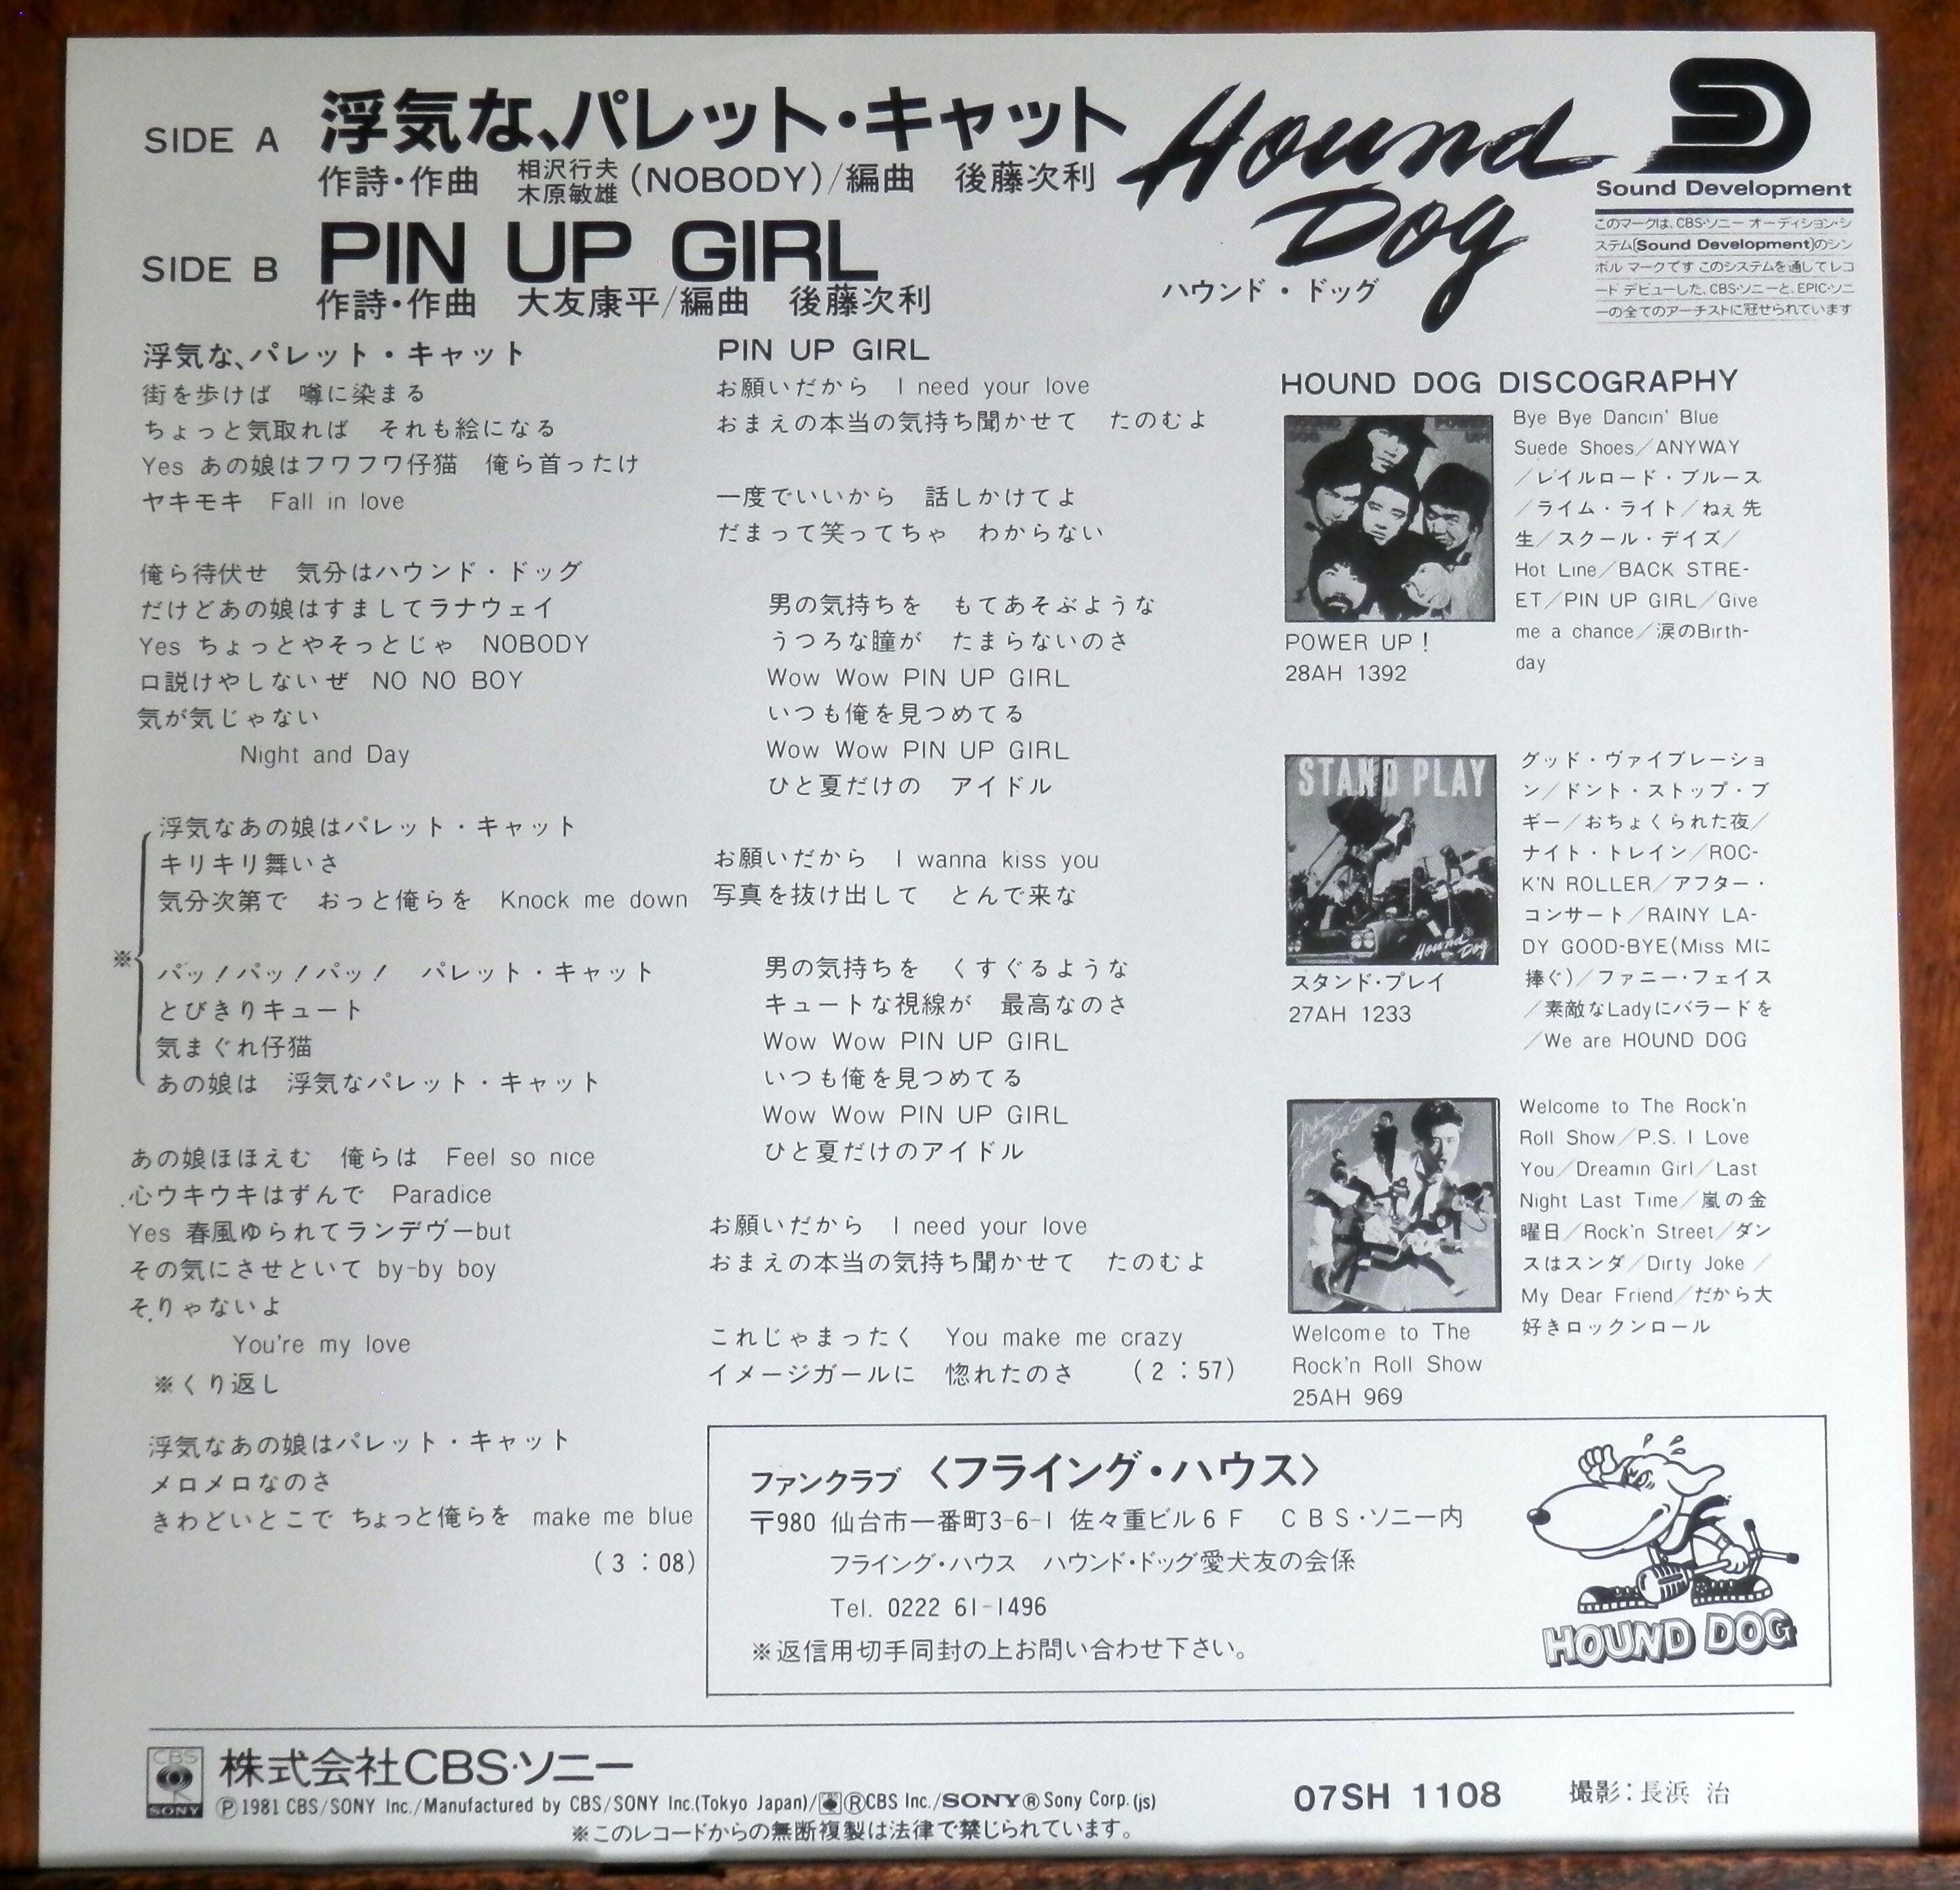 SIDE A 浮気な、パレット・キャット
作詩・作曲 相沢行夫 木原敏雄 (NOBODY)/編曲 後藤次利
SIDE B PIN UP GIRL
作詩・作曲 大友康平/編曲 後藤次利
Hound
Dog
ハウンド・ドッグ
Sound Development
このマークは、CBS・ソニー オーディション・シ
ステム(Sound Development)のシン
ボル マークです このシステムを通してレコ
ード デビューした、CBS・ソニーと、EPIC・ソニ
ーの全てのアーチストに冠せられています
浮気な、パレット・キャット
街を歩けば 噂に染まる
ちょっと気取れば それも絵になる
Yes あの娘はフワフワ仔猫 俺ら首ったけ
ヤキモキ Fall in love
俺ら待伏せ 気分はハウンド・ドッグ
だけどあの娘はすましてラナウェイ
Yes ちょっとやそっとじゃ NOBODY
口説けやしないぜ NO NO BOY
気が気じゃない
Night and Day
※
浮気なあの娘はパレット・キャット
キリキリ舞いさ
気分次第で おっと俺らを Knock me down
パッ!パッ!パッ! パレット・キャット
とびきりキュート
気まぐれ仔猫
あの娘は 浮気なパレット・キャット
あの娘ほほえむ 俺らは Feel so nice
心ウキウキはずんで Paradice
Yes 春風ゆられてランデヴーbut
その気にさせといて by-by boy
そりゃないよ
You're my love
※くり返し
浮気なあの娘はパレット・キャット
メロメロなのさ
きわどいとこで ちょっと俺らを make me blue
(3:08)
PIN UP GIRL
お願いだから I need your love
おまえの本当の気持ち聞かせて たのむよ
一度でいいから 話しかけてよ
だまって笑ってちゃ わからない
男の気持ちを もてあそぶような
うつろな瞳が たまらないのさ
Wow Wow PIN UP GIRL
いつも俺を見つめてる
Wow Wow PIN UP GIRL
ひと夏だけの アイドル
お願いだから I wanna kiss you
写真を抜け出して とんで来な
男の気持ちを くすぐるような
キュートな視線が 最高なのさ
Wow Wow PIN UP GIRL
いつも俺を見つめてる
Wow Wow PIN UP GIRL
ひと夏だけのアイドル
お願いだから I need your love
おまえの本当の気持ち聞かせて たのむよ
これじゃまったく You make me crazy
イメージガールに 惚れたのさ (2:57)
HOUND DOG DISCOGRAPHY
HOUND DOG POWER UP!
POWER UP!
28AH 1392
Bye Bye Dancin' Blue
Suede Shoes/ANYWAY
/レイルロード・ブルース
/ライム・ライト/ねぇ先
生/スクール・デイズ/
Hot Line/BACK STRE-
ET/PIN UP GIRL/Give
me a chance/涙のBirth-
day
STAND PLAY
Hound Dog
スタンド・プレイ
27AH 1233
グッド・ヴァイブレーショ
ン/ドント・ストップ・ブ
ギー/おちょくられた夜/
ナイト・トレイン/ROC-
K'N ROLLER/アフター・
コンサート/RAINY LA-
DY GOOD-BYE(Miss Mに
捧ぐ)/ファニー・フェイス
/素敵なLadyにバラードを
/We are HOUND DOG
Welcome to The
Rock'n Roll Show
25AH 969
Welcome to The Rock'n
Roll Show/P.S. I Love
You/Dreamin Girl/Last
Night Last Time/嵐の金
曜日/Rock'n Street/ダン
スはスンダ/Dirty Joke/
My Dear Friend/だから大
好きロックンロール
ファンクラブ 〈フライング・ハウス〉
〒980 仙台市一番町3-6-1 佐々重ビル6F CBS・ソニー内
フライング・ハウス ハウンド・ドッグ愛犬友の会係
Tel. 0222 61-1496
※返信用切手同封の上お問い合わせ下さい。
HOUND DOG
CBS
SONY
株式会社CBS・ソニー
Ⓟ1981 CBS/SONY Inc./Manufactured by CBS/SONY Inc.(Tokyo Japan)/®CBS Inc./SONY® Sony Corp. (js)
※このレコードからの無断複製は法律で禁じられています。
07SH 1108
撮影：長浜 治